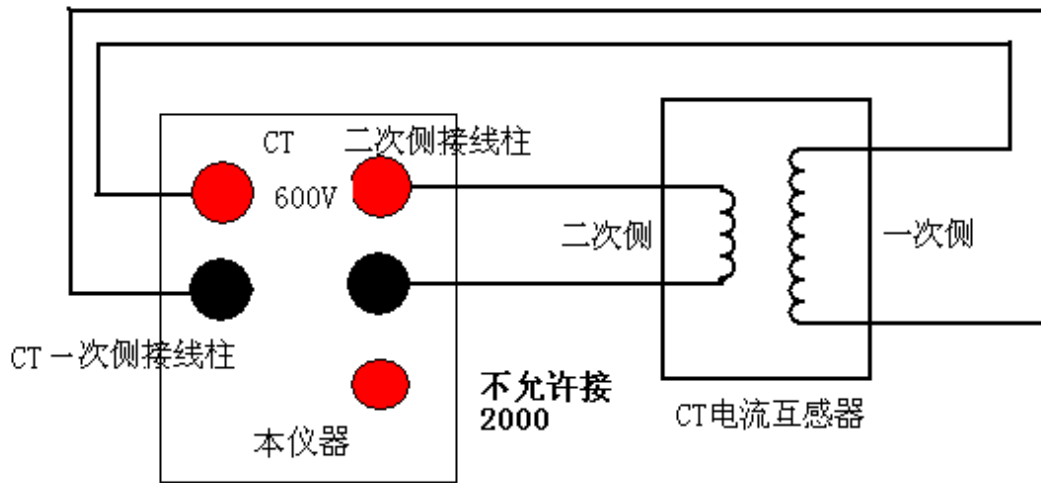 CT 二次侧接线柱
600V
二次侧
一次侧
CT一次侧接线柱
不允许接
2000
CT电流互感器
本仪器